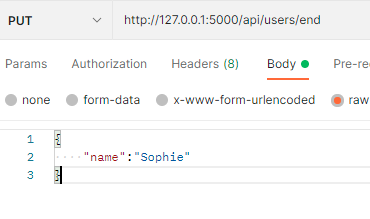 PUT http://127.0.0.1:5000/api/users/end
Params Authorization Headers (8) Body Pre-re
none form-data x-www-form-urlencoded raw
1 {
2 "name":"Sophie"
3 }